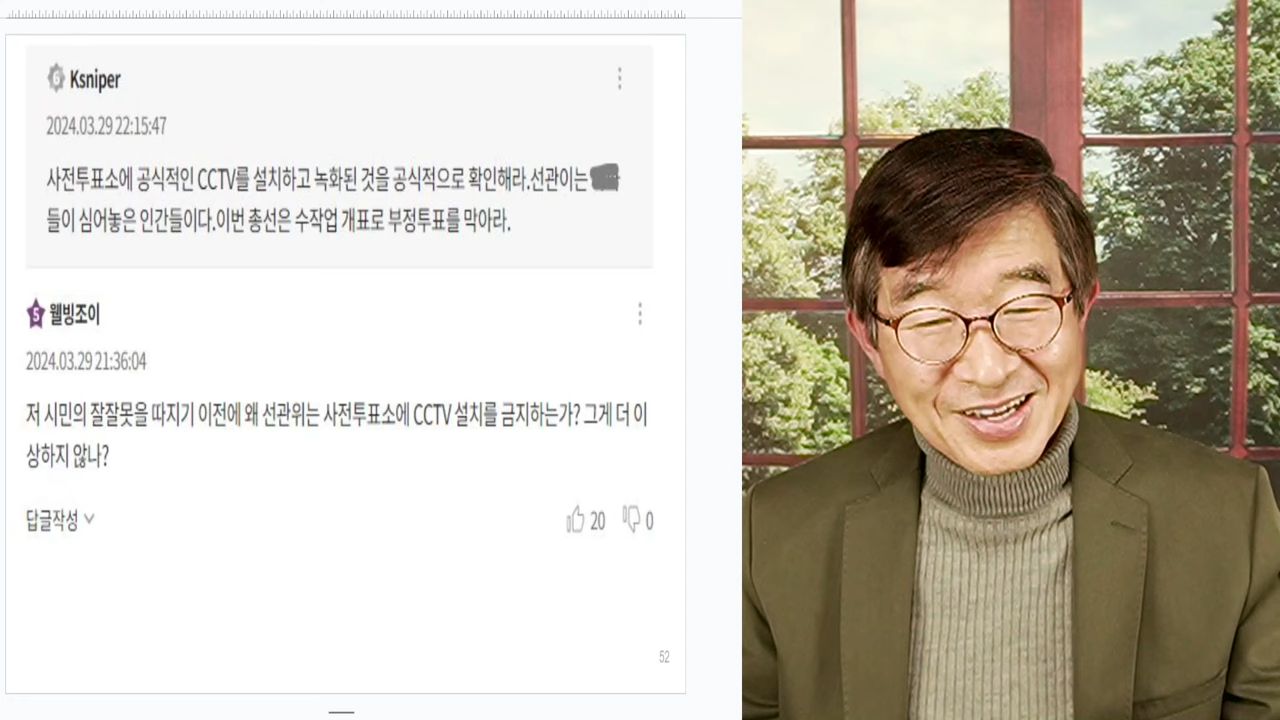 6 Ksniper
2024.03.29 22:15:47
사전투표소에 공식적인 CCTV를 설치하고 녹화된 것을 공식적으로 확인해라.선관이는
들이 심어놓은 인간들이다.이번 총선은 수작업 개표로 부정투표를 막아라.
5 웰빙조이
2024.03.29 21:36:04
저 시민의 잘잘못을 따지기 이전에 왜 선관위는 사전투표소에 CCTV 설치를 금지하는가? 그게 더 이
상하지 않나?
답글작성 20 0
52